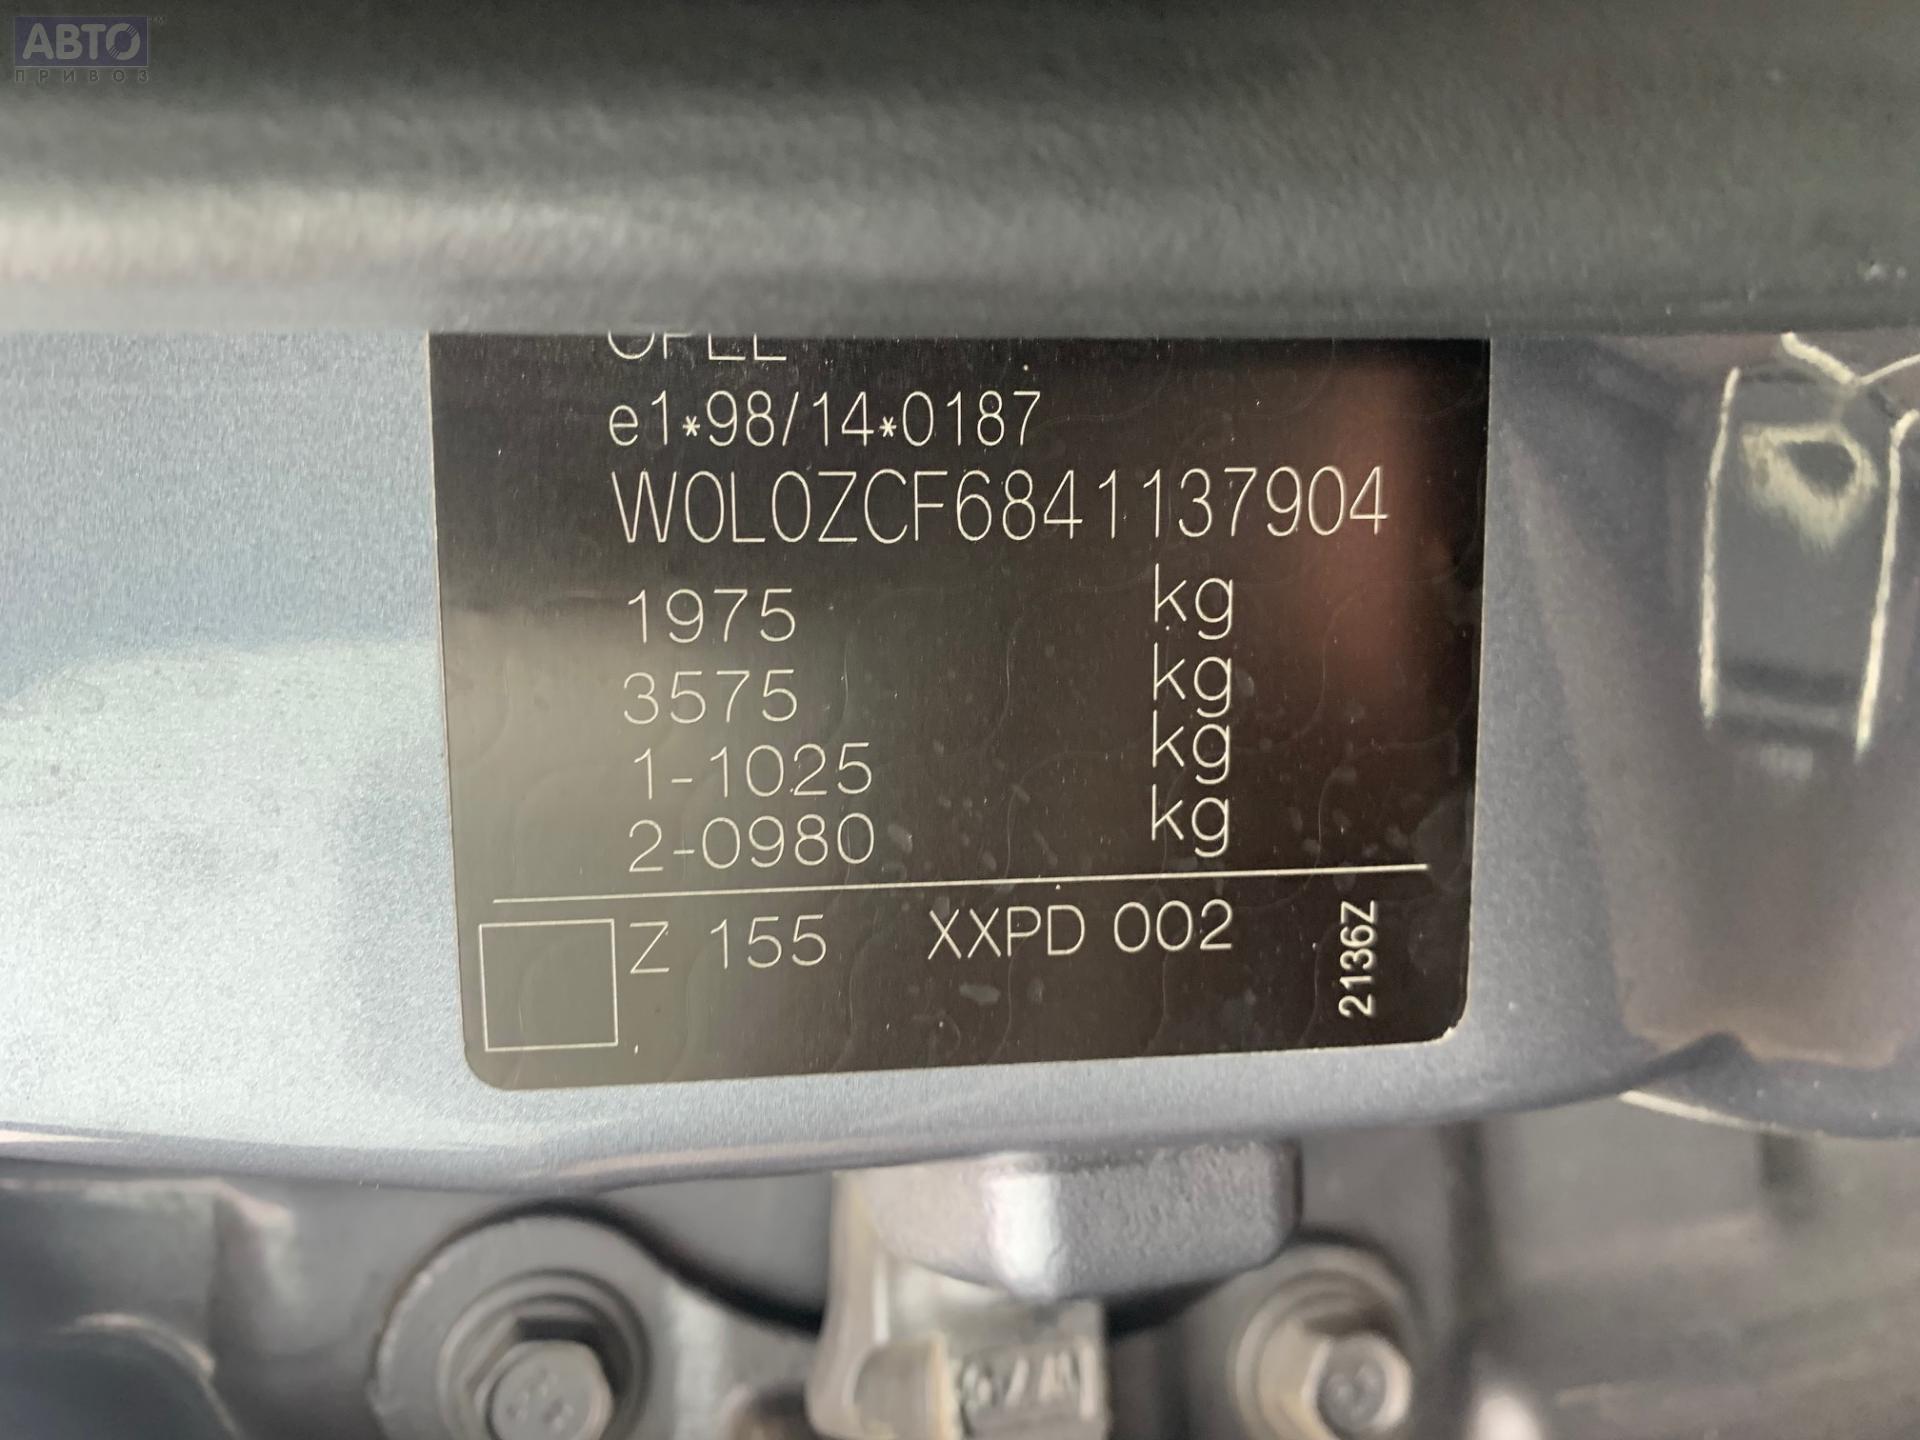 АВТО
ПРИВОЗ
OPEL
e1*98/14*0187
W0L0ZCF6841137904
1975 kg
3575 kg
1-1025 kg
2-0980 kg
Z 155 XXPD 002
2136Z